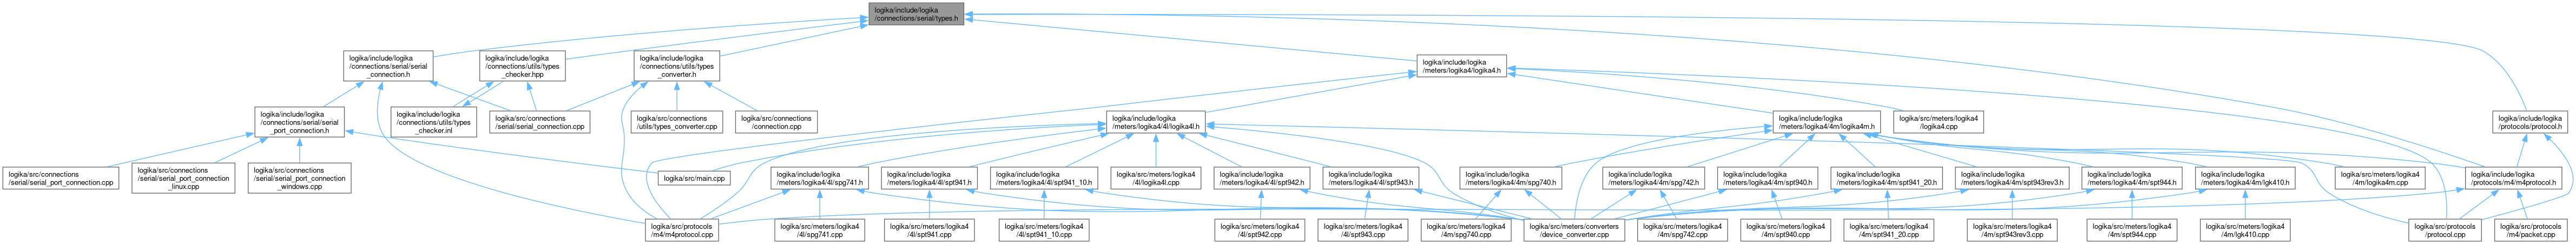 logika/include/logika
/connections/serial/types.h
logika/include/logika
/connections/serial/serial
_connection.h
logika/include/logika
/connections/utils/types
_checker.hpp
logika/include/logika
/connections/utils/types
_converter.h
logika/include/logika
/meters/logika4/logika4.h
logika/include/logika
/connections/serial/serial
_port_connection.h
logika/include/logika
/connections/utils/types
_checker.inl
logika/src/connections
/serial/serial_connection.cpp
logika/src/connections
/utils/types_converter.cpp
logika/src/connections
/connection.cpp
logika/include/logika
/meters/logika4/4l/logika4l.h
logika/include/logika
/meters/logika4/4m/logika4m.h
logika/src/meters/logika4
/logika4.cpp
logika/include/logika
/protocols/protocol.h
logika/src/connections
/serial/serial_port_connection.cpp
logika/src/connections
/serial/serial_port_connection
_linux.cpp
logika/src/connections
/serial/serial_port_connection
_windows.cpp
logika/src/main.cpp
logika/include/logika
/meters/logika4/4l/spg741.h
logika/include/logika
/meters/logika4/4l/spt941.h
logika/include/logika
/meters/logika4/4l/spt941_10.h
logika/src/meters/logika4
/4l/logika4l.cpp
logika/include/logika
/meters/logika4/4l/spt942.h
logika/include/logika
/meters/logika4/4l/spt943.h
logika/include/logika
/meters/logika4/4m/spg740.h
logika/include/logika
/meters/logika4/4m/spg742.h
logika/include/logika
/meters/logika4/4m/spt940.h
logika/include/logika
/meters/logika4/4m/spt941_20.h
logika/include/logika
/meters/logika4/4m/spt943rev3.h
logika/include/logika
/meters/logika4/4m/spt944.h
logika/include/logika
/meters/logika4/4m/lgk410.h
logika/src/meters/logika4
/4m/logika4m.cpp
logika/include/logika
/protocols/m4/m4protocol.h
logika/src/protocols
/m4/m4protocol.cpp
logika/src/meters/logika4
/4l/spg741.cpp
logika/src/meters/logika4
/4l/spt941.cpp
logika/src/meters/logika4
/4l/spt941_10.cpp
logika/src/meters/logika4
/4l/spt942.cpp
logika/src/meters/logika4
/4l/spt943.cpp
logika/src/meters/logika4
/4m/spg740.cpp
logika/src/meters/converters
/device_converter.cpp
logika/src/meters/logika4
/4m/spg742.cpp
logika/src/meters/logika4
/4m/spt940.cpp
logika/src/meters/logika4
/4m/spt941_20.cpp
logika/src/meters/logika4
/4m/spt943rev3.cpp
logika/src/meters/logika4
/4m/spt944.cpp
logika/src/meters/logika4
/4m/lgk410.cpp
logika/src/protocols
/protocol.cpp
logika/src/protocols
/m4/packet.cpp